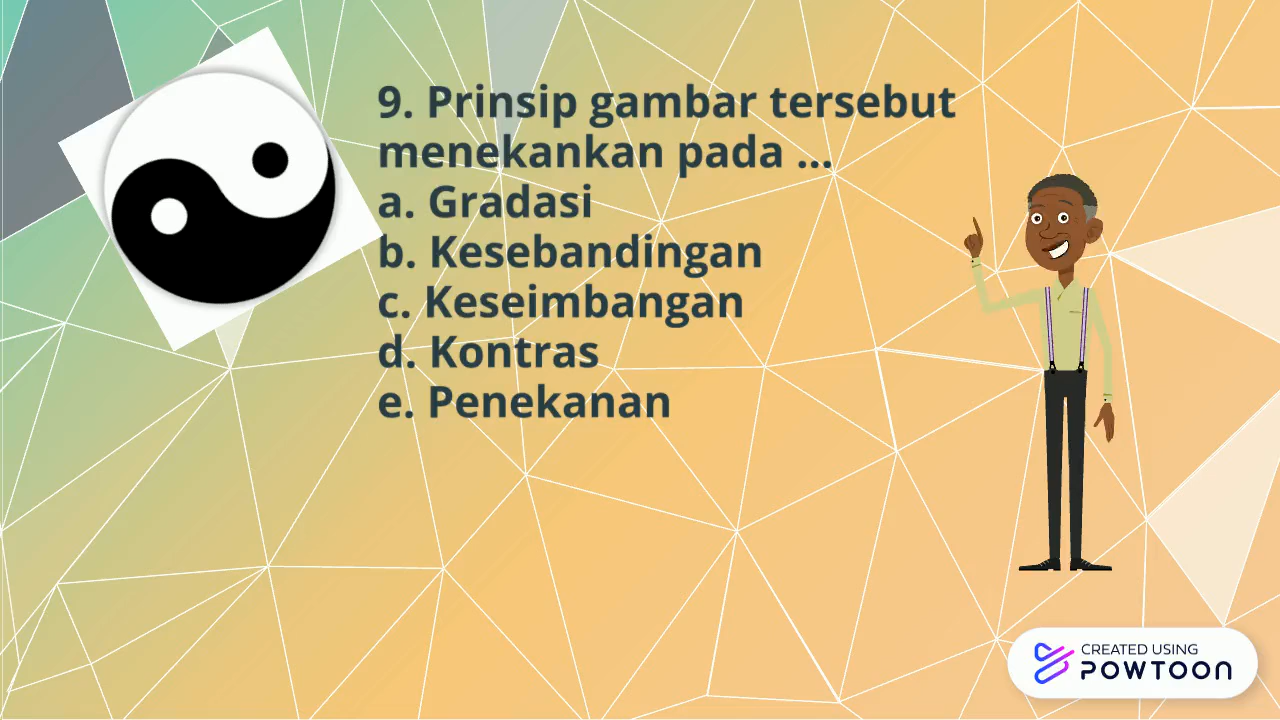 9. Prinsip gambar tersebut
menekankan pada ...
a. Gradasi
b. Kesebandingan
c. Keseimbangan
d. Kontras
e. Penekanan
CREATED USING
POWTOON